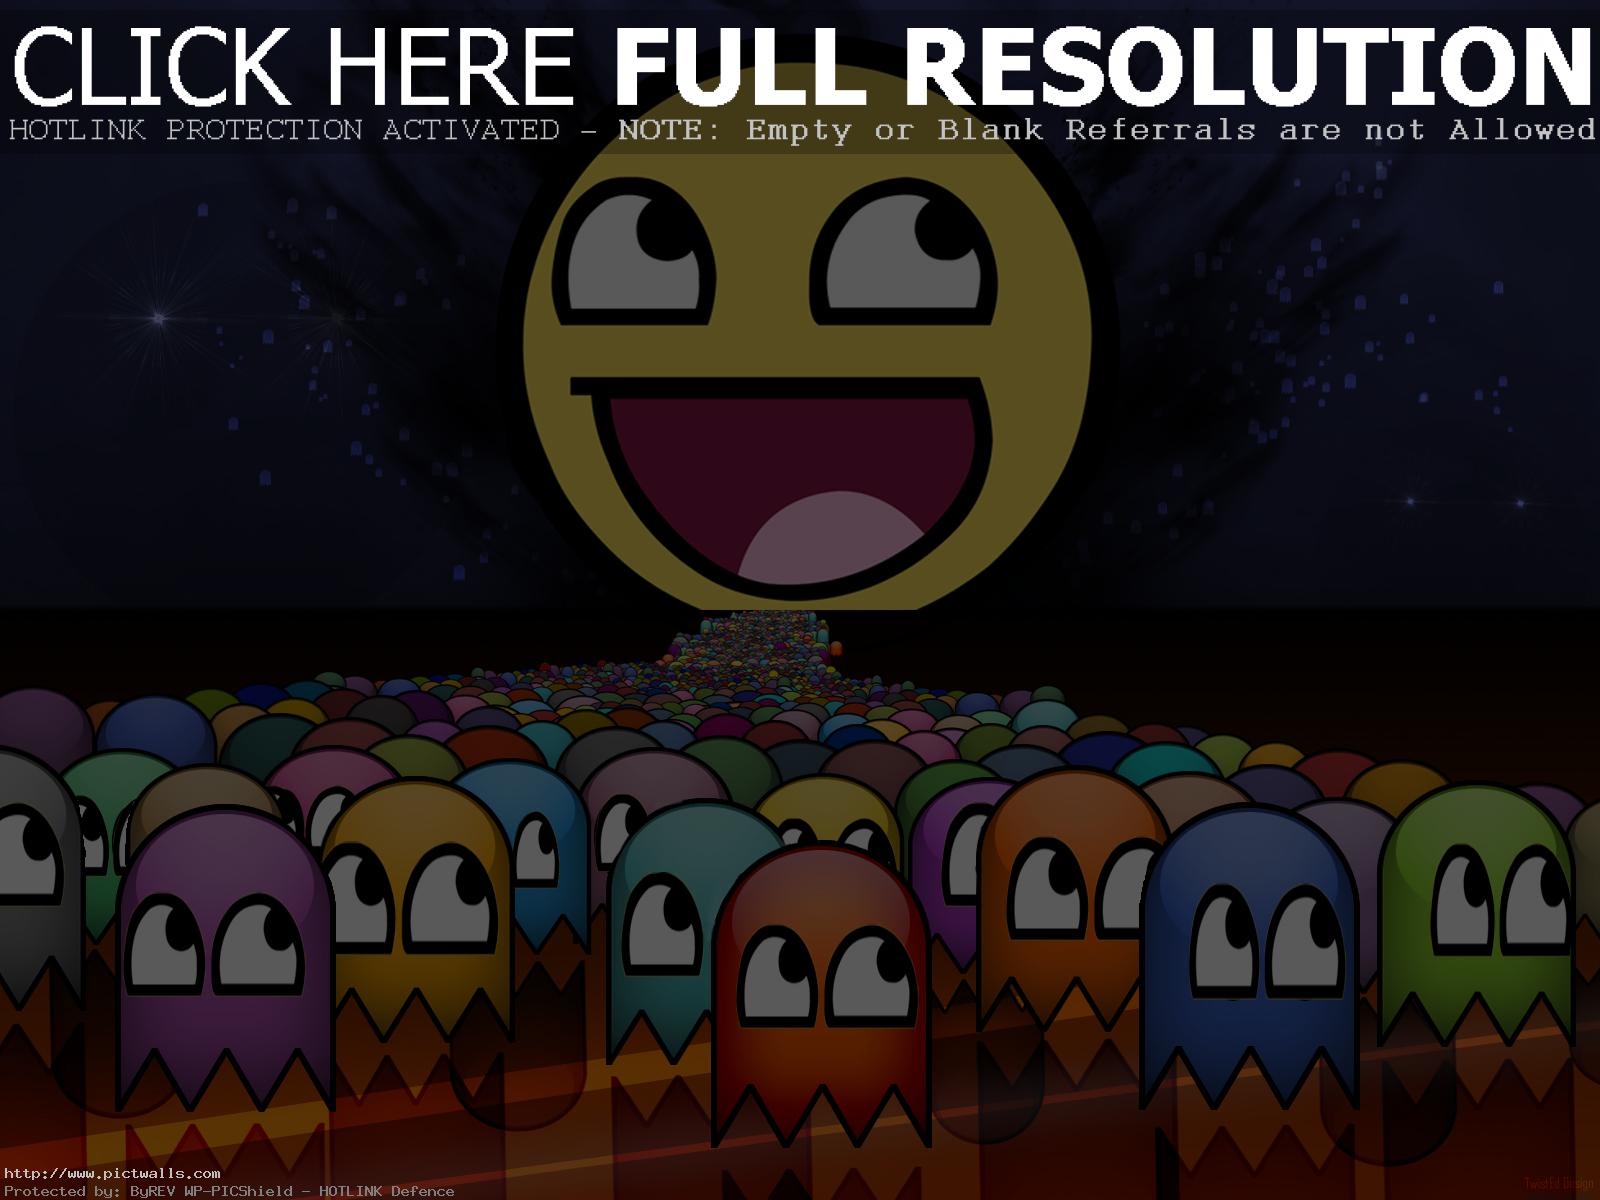 CLICK HERE FULL RESOLUTION
HOTLINK PROTECTION ACTIVATED - NOTE: Empty or Blank Referrals are not Allowed
http://www.pictwalls.com
Protected by: ByREV WP-PICShield - HOTLINK Defence
TwistEd Design